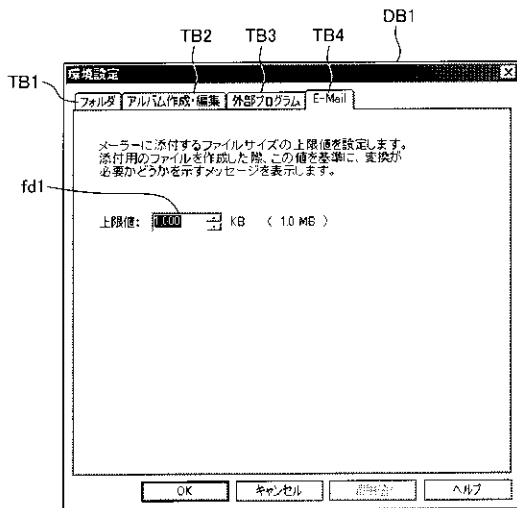 DB1
TB1 TB2 TB3 TB4
環境設定
フォルダ アルバム作成・編集 外部プログラム E-Mail
メーラーに添付するファイルサイズの上限値を設定します。
添付用のファイルを作成した際、この値を基準に、変換が
必要かどうかを示すメッセージを表示します。
fd1
上限値: 1,000 KB ( 1.0 MB )
OK キャンセル ヘルプ